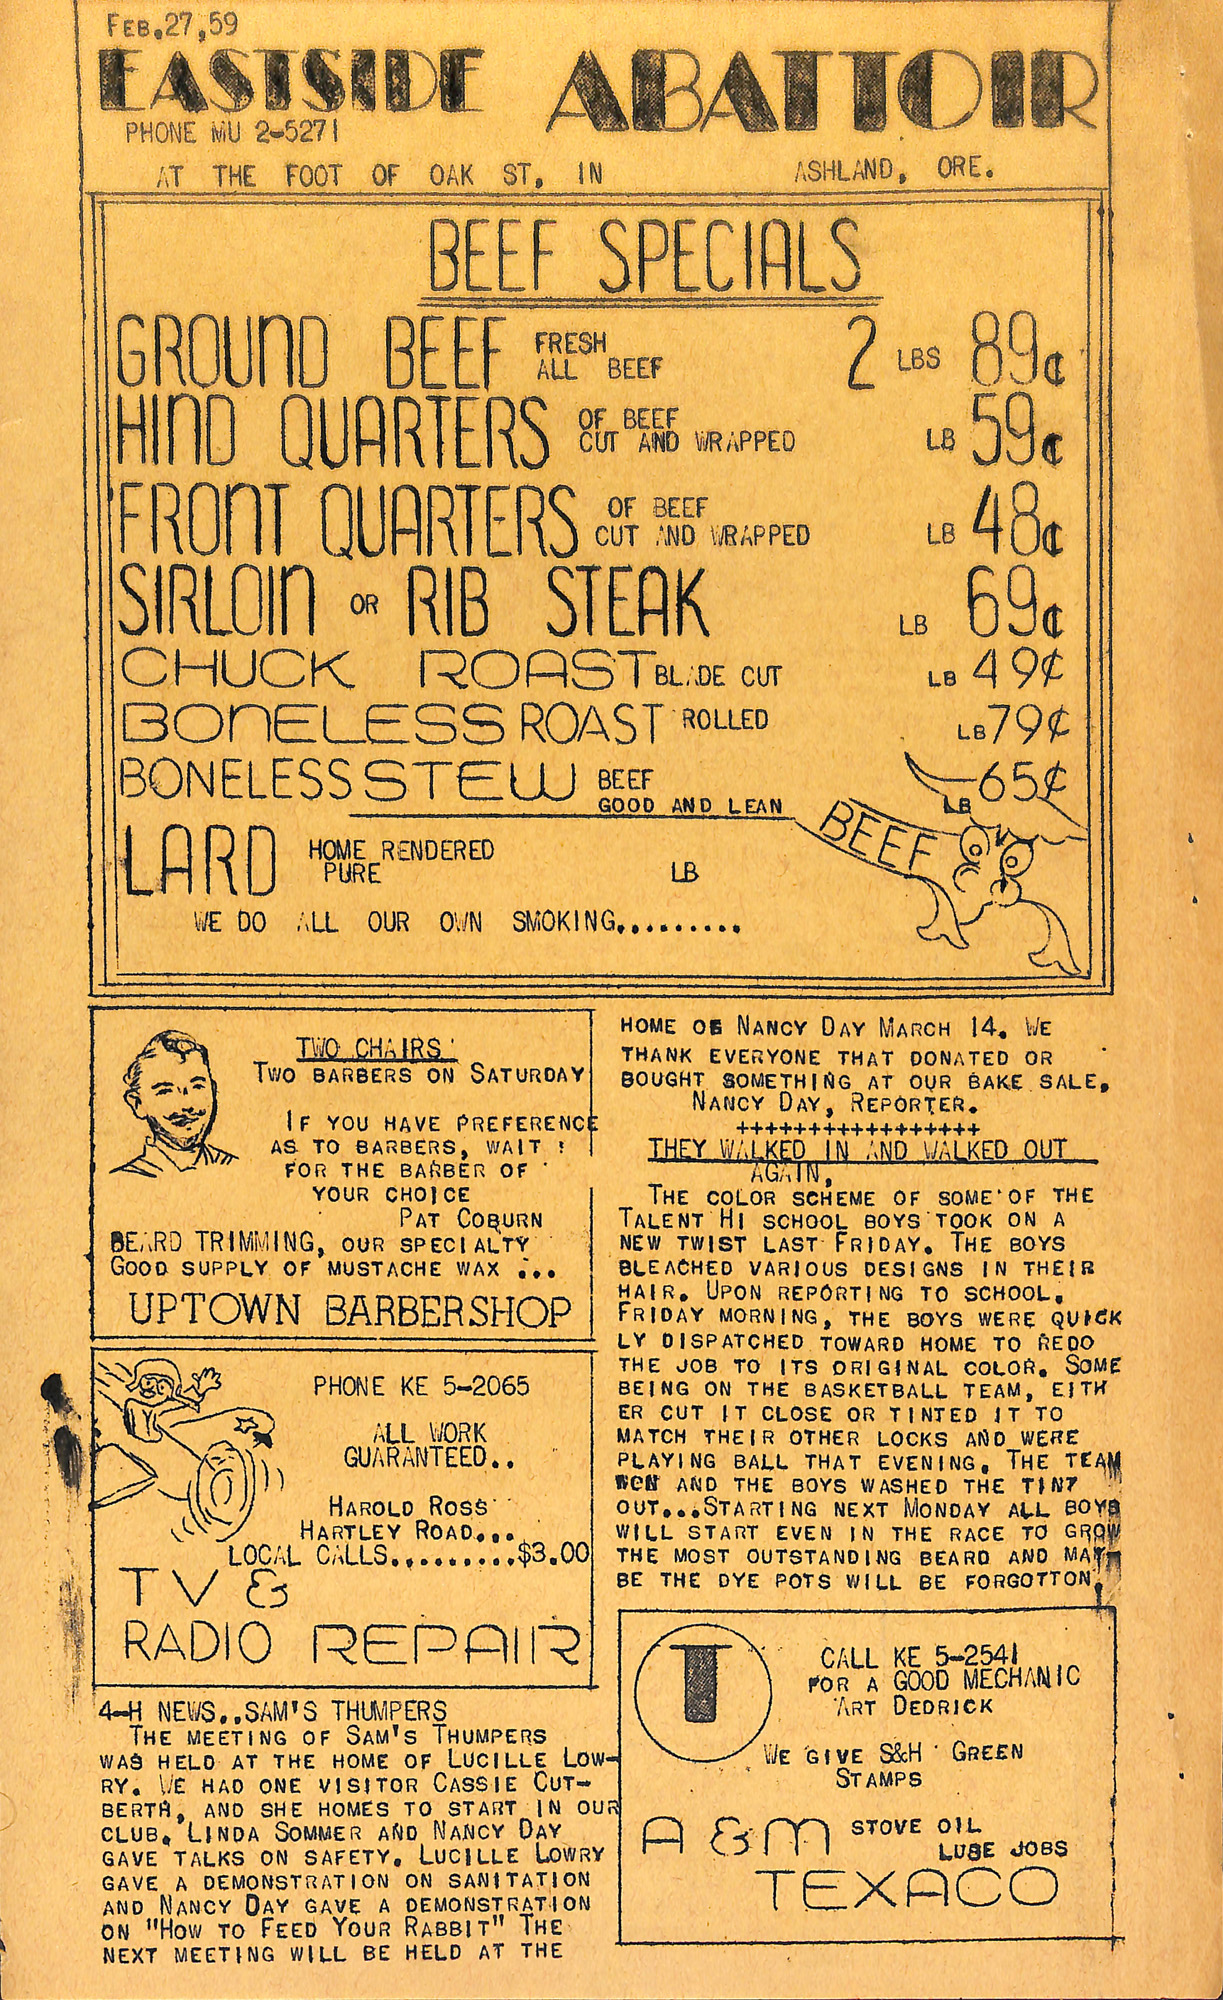 FEB.27,59
EASTSIDE ABATTOIR
PHONE MU 2-5271
AT THE FOOT OF OAK ST. IN ASHLAND, ORE.
BEEF SPECIALS
GROUND BEEF FRESH ALL BEEF 2 LBS 89¢
HIND QUARTERS OF BEEF CUT AND WRAPPED LB 59¢
FRONT QUARTERS OF BEEF CUT AND WRAPPED LB 48¢
SIRLOIN OR RIB STEAK LB 69¢
CHUCK ROAST BLADE CUT LB 49¢
BONELESS ROAST ROLLED LB 79¢
BONELESS STEW BEEF GOOD AND LEAN LB 65¢
BEEF
LARD HOME RENDERED PURE LB
WE DO ALL OUR OWN SMOKING.........
TWO CHAIRS
TWO BARBERS ON SATURDAY
IF YOU HAVE PREFERENCE
AS TO BARBERS, WAIT
FOR THE BARBER OF
YOUR CHOICE
PAT COBURN
BEARD TRIMMING, OUR SPECIALTY
GOOD SUPPLY OF MUSTACHE WAX ...
UPTOWN BARBERSHOP
PHONE KE 5-2065
ALL WORK
GUARANTEED..
HAROLD ROSS
HARTLEY ROAD...
LOCAL CALLS.........$3.00
TV &
RADIO REPAIR
4-H NEWS..SAM'S THUMPERS
THE MEETING OF SAM'S THUMPERS
WAS HELD AT THE HOME OF LUCILLE LOW-
RY. WE HAD ONE VISITOR CASSIE CUT-
BERTH, AND SHE HOMES TO START IN OUR
CLUB. LINDA SOMMER AND NANCY DAY
GAVE TALKS ON SAFETY. LUCILLE LOWRY
GAVE A DEMONSTRATION ON SANITATION
AND NANCY DAY GAVE A DEMONSTRATION
ON "HOW TO FEED YOUR RABBIT" THE
NEXT MEETING WILL BE HELD AT THE
HOME OF NANCY DAY MARCH 14. WE
THANK EVERYONE THAT DONATED OR
BOUGHT SOMETHING AT OUR BAKE SALE.
NANCY DAY, REPORTER.
+++++++++++++++++
THEY WALKED IN AND WALKED OUT
AGAIN.
THE COLOR SCHEME OF SOME OF THE
TALENT HI SCHOOL BOYS TOOK ON A
NEW TWIST LAST FRIDAY. THE BOYS
BLEACHED VARIOUS DESIGNS IN THEIR
HAIR. UPON REPORTING TO SCHOOL.
FRIDAY MORNING, THE BOYS WERE QUICK
LY DISPATCHED TOWARD HOME TO REDO
THE JOB TO ITS ORIGINAL COLOR. SOME
BEING ON THE BASKETBALL TEAM, EITH
ER CUT IT CLOSE OR TINTED IT TO
MATCH THEIR OTHER LOCKS AND WERE
PLAYING BALL THAT EVENING. THE TEAM
WON AND THE BOYS WASHED THE TINT
OUT...STARTING NEXT MONDAY ALL BOYS
WILL START EVEN IN THE RACE TO GROW
THE MOST OUTSTANDING BEARD AND MAY-
BE THE DYE POTS WILL BE FORGOTTON.
T
CALL KE 5-2541
FOR A GOOD MECHANIC
ART DEDRICK
WE GIVE S&H GREEN
STAMPS
A & M STOVE OIL
LUBE JOBS
TEXACO